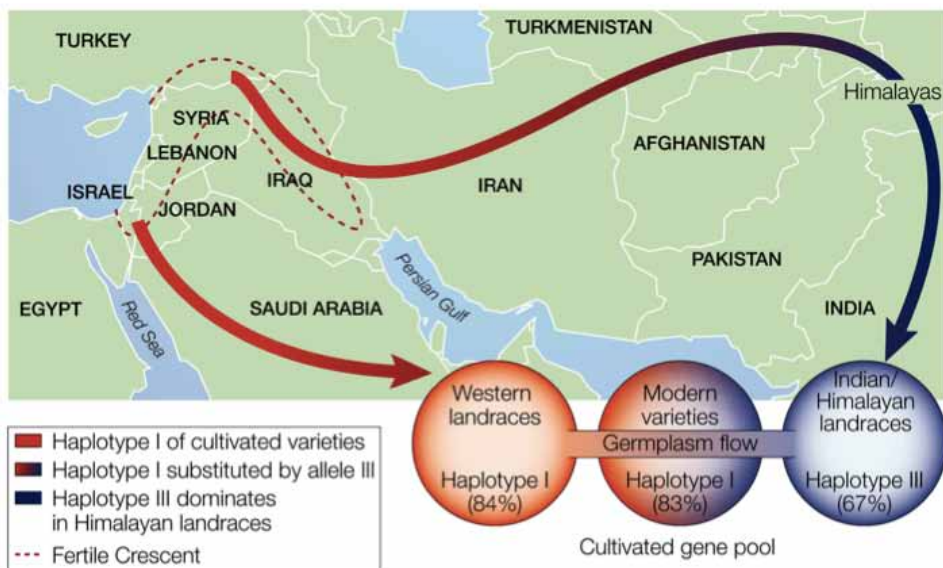 TURKEY
TURKMENISTAN
Himalayas
SYRIA
LEBANON
AFGHANISTAN
ISRAEL
IRAQ
IRAN
JORDAN
PAKISTAN
EGYPT
Red Sea
SAUDI ARABIA
Persian Gulf
INDIA
Western
landraces
Haplotype I
(84%)
Modern
varieties
Germplasm flow
Haplotype I
(83%)
Indian/
Himalayan
landraces
Haplotype III
(67%)
Cultivated gene pool
Haplotype I of cultivated varieties
Haplotype I substituted by allele III
Haplotype III dominates
in Himalayan landraces
Fertile Crescent